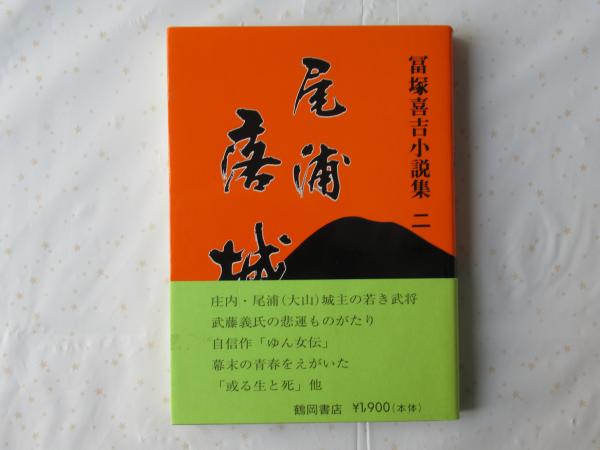 冨塚喜吉小説集 二
尾浦
落城
庄内・尾浦(大山)城主の若き武将
武藤義氏の悲運ものがたり
自信作「ゆん女伝」
幕末の青春をえがいた
「或る生と死」他
鶴岡書店 ¥1,900(本体)